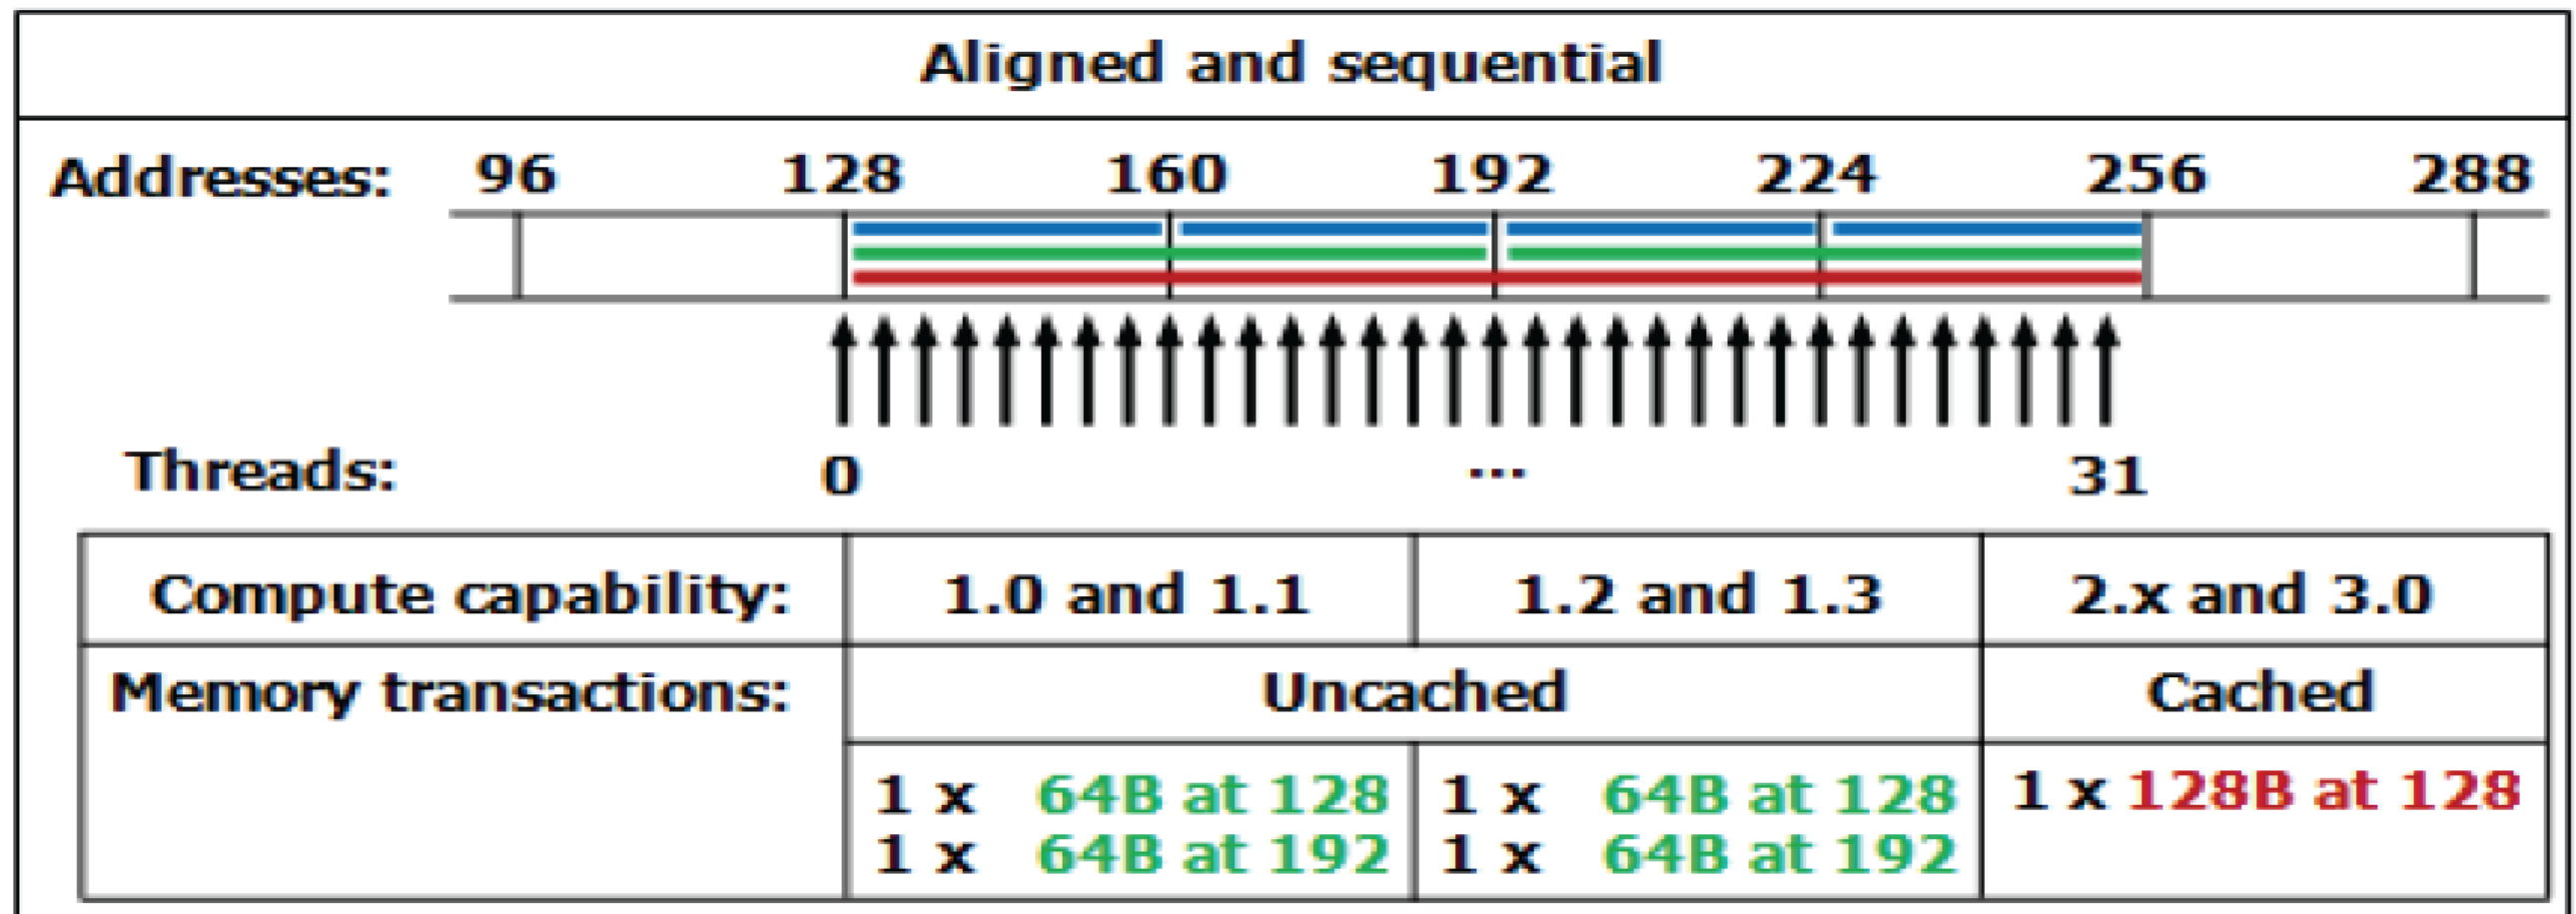 Aligned and sequential
Addresses: 96 128 160 192 224 256 288
Threads: 0 ... 31
Compute capability: 1.0 and 1.1 1.2 and 1.3 2.x and 3.0
Memory transactions: Uncached Cached
1 x 64B at 128 1 x 64B at 128 1 x 128B at 128
1 x 64B at 192 1 x 64B at 192